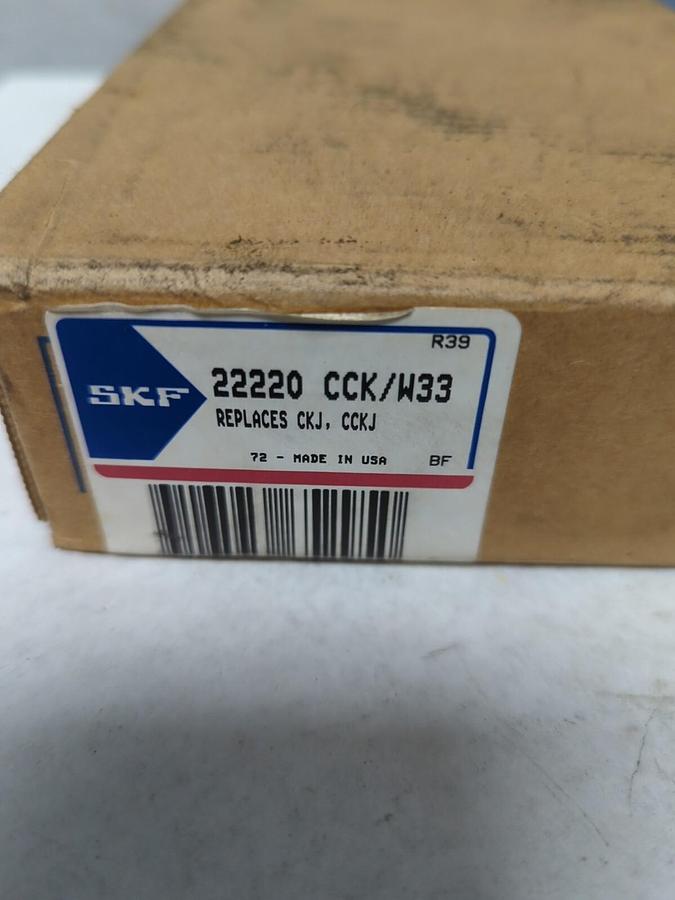 R39
SKF
22220 CCK/W33
REPLACES CKJ, CCKJ
72 - MADE IN USA BF